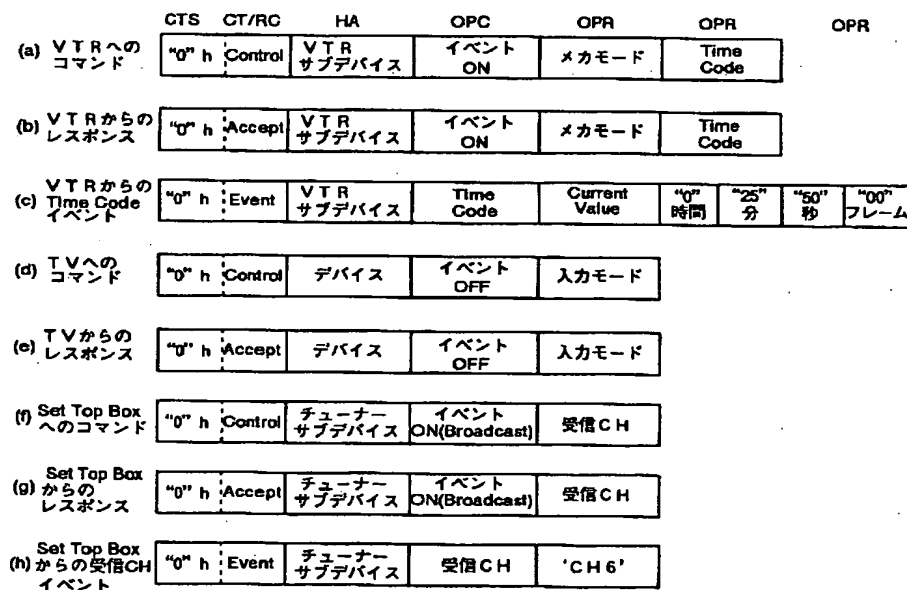 CTS CT/RC HA OPC OPR OPR OPR
(a) VTRへの コマンド
"0" h Control VTR サブデバイス イベント ON メカモード Time Code
(b) VTRからの レスポンス
"0" h Accept VTR サブデバイス イベント ON メカモード Time Code
(c) VTRからの Time Code イベント
"0" h Event VTR サブデバイス Time Code Current Value "0" 時間 "25" 分 "50" 秒 "00" フレーム
(d) TVへの コマンド
"0" h Control デバイス イベント OFF 入力モード
(e) TVからの レスポンス
"0" h Accept デバイス イベント OFF 入力モード
(f) Set Top Box へのコマンド
"0" h Control チューナー サブデバイス イベント ON(Broadcast) 受信CH
(g) Set Top Box からの レスポンス
"0" h Accept チューナー サブデバイス イベント ON(Broadcast) 受信CH
(h) Set Top Box からの受信CH イベント
"0" h Event チューナー サブデバイス 受信CH 'CH6'